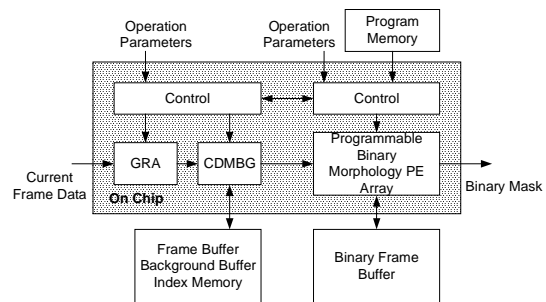 Operation
Parameters
Operation
Parameters
Program
Memory
Control
Control
GRA
CDMBG
Programmable
Binary
Morphology PE
Array
Current
Frame Data
On Chip
Binary Mask
Frame Buffer
Background Buffer
Index Memory
Binary Frame
Buffer